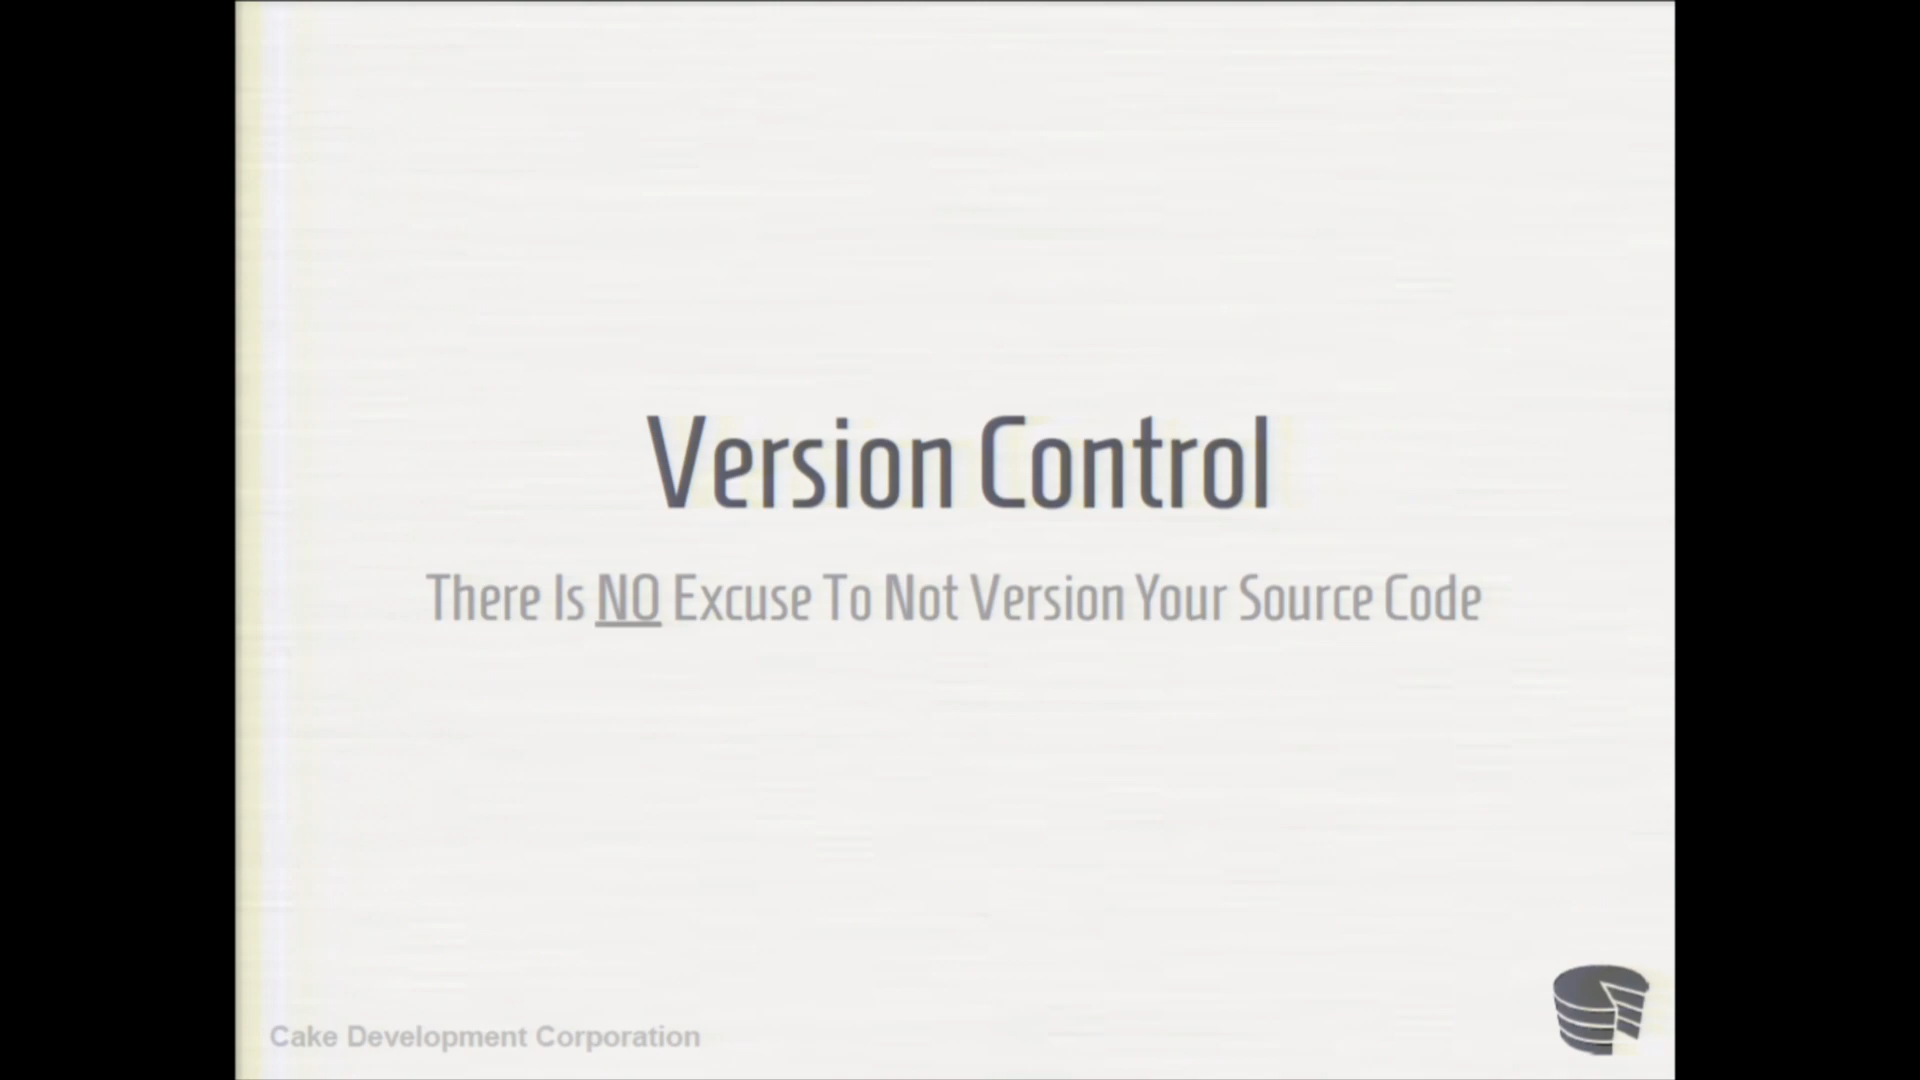 Version Control
There Is NO Excuse To Not Version Your Source Code
Cake Development Corporation